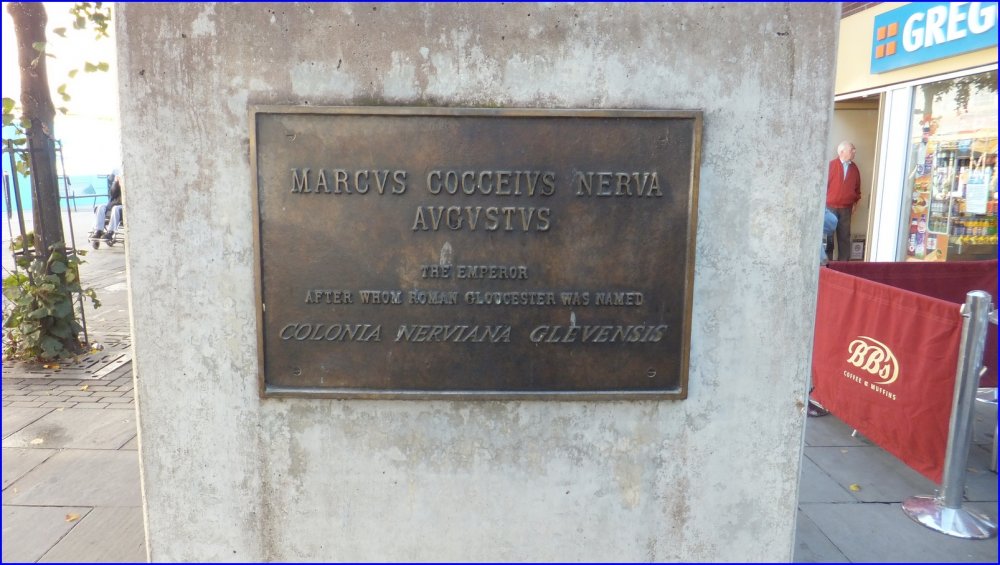 MARCVS COCCEIVS NERVA
AVGVSTVS
THE EMPEROR
AFTER WHOM ROMAN GLOUCESTER WAS NAMED
COLONIA NERVIANA GLEVENSIS
GREG
BB's
COFFEE & MUFFINS